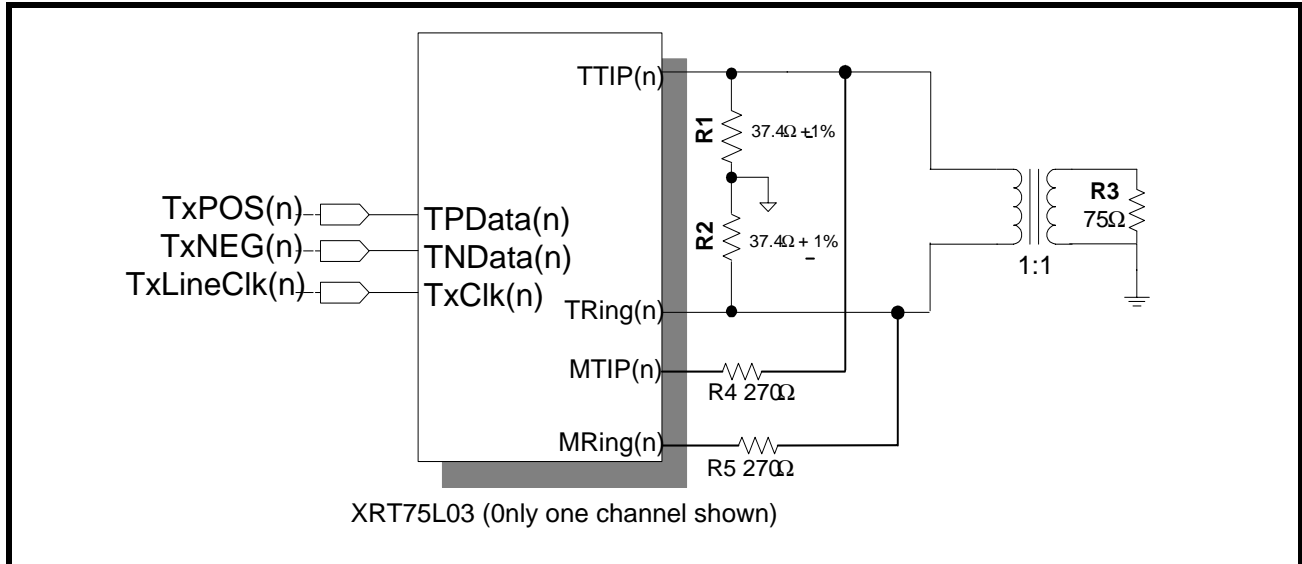 TTIP(n)
R1
37.4Ω ±1%
TxPOS(n)
TPData(n)
TxNEG(n)
TNData(n)
TxLineClk(n)
TxClk(n)
R2
37.4Ω ± 1%
R3
75Ω
1:1
TRing(n)
MTIP(n)
R4 270Ω
MRing(n)
R5 270Ω
XRT75L03 (0nly one channel shown)